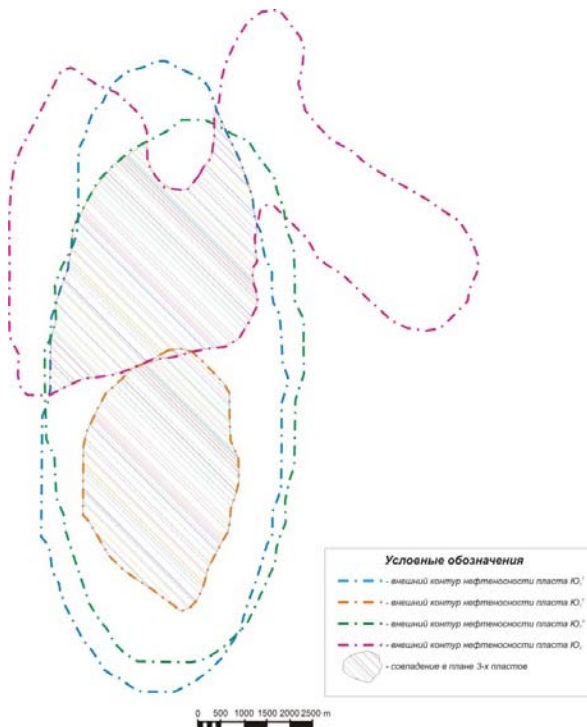 Условные обозначения
- внешний контур нефтеносности пласта Ю₁¹
- внешний контур нефтеносности пласта
- внешний контур нефтеносности пласта
- внешний контур нефтеносности пласта
- совпадение в плане 3-х пластов
0 500 1000 1500 2000 2500 m